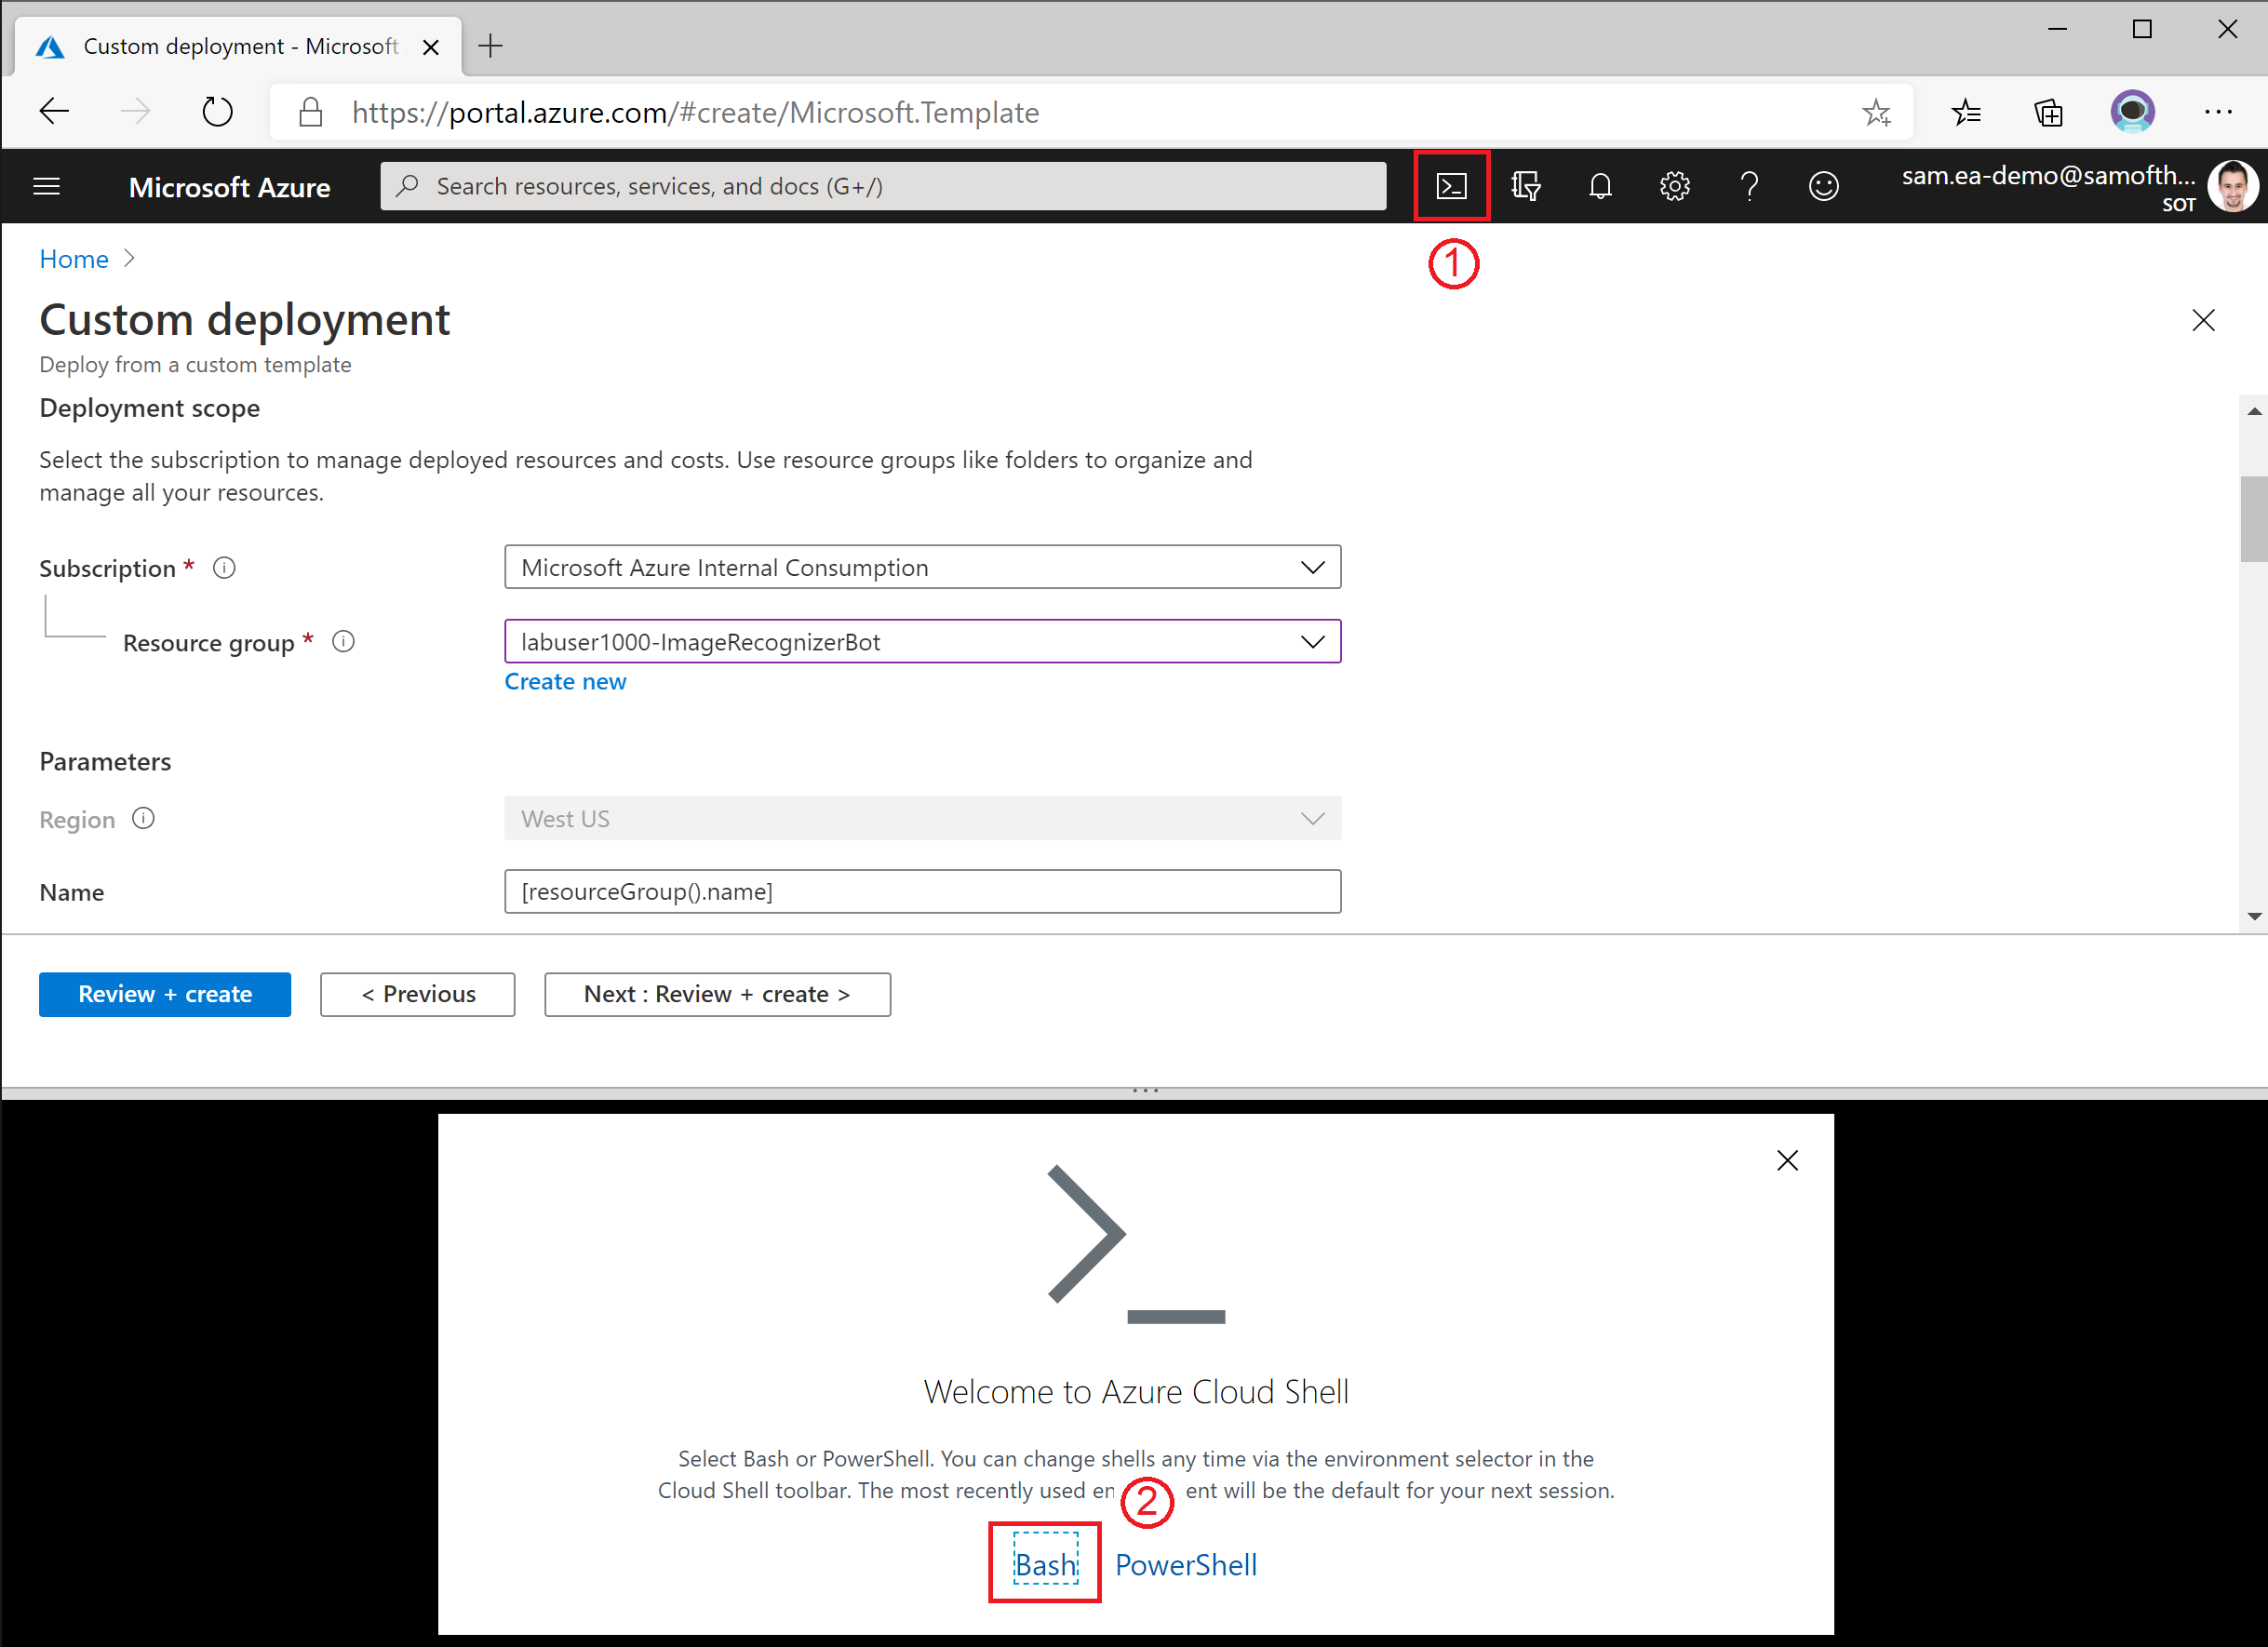 Custom deployment - Microsoft
https://portal.azure.com/#create/Microsoft.Template
Microsoft Azure
Search resources, services, and docs (G+/)
sam.ea-demo@samofth...
SOT
1
Home
Custom deployment
Deploy from a custom template
Deployment scope
Select the subscription to manage deployed resources and costs. Use resource groups like folders to organize and
manage all your resources.
Subscription *
Microsoft Azure Internal Consumption
Resource group *
labuser1000-ImageRecognizerBot
Create new
Parameters
Region
West US
Name
[resourceGroup().name]
Review + create
< Previous
Next : Review + create >
Welcome to Azure Cloud Shell
Select Bash or PowerShell. You can change shells any time via the environment selector in the
Cloud Shell toolbar. The most recently used en ent will be the default for your next session.
2
Bash PowerShell